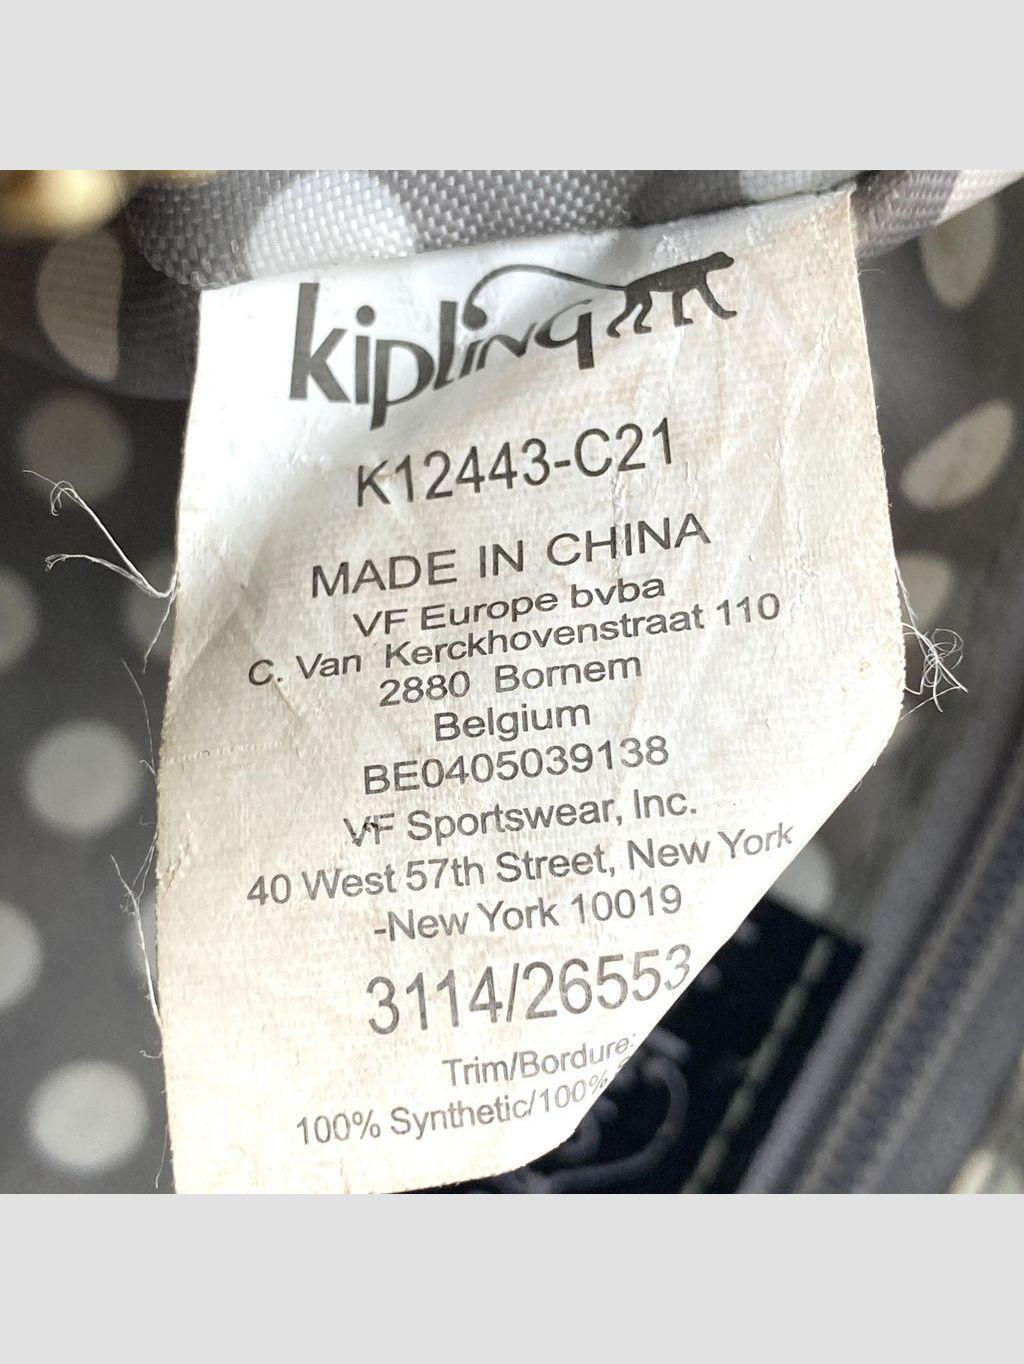 kipling
K12443-C21
MADE IN CHINA
VF Europe bvba
C. Van Kerckhovenstraat 110
2880 Bornem
Belgium
BE0405039138
VF Sportswear, Inc.
40 West 57th Street, New York
-New York 10019
3114/26553
Trim/Bordure:
100% Synthetic/100%